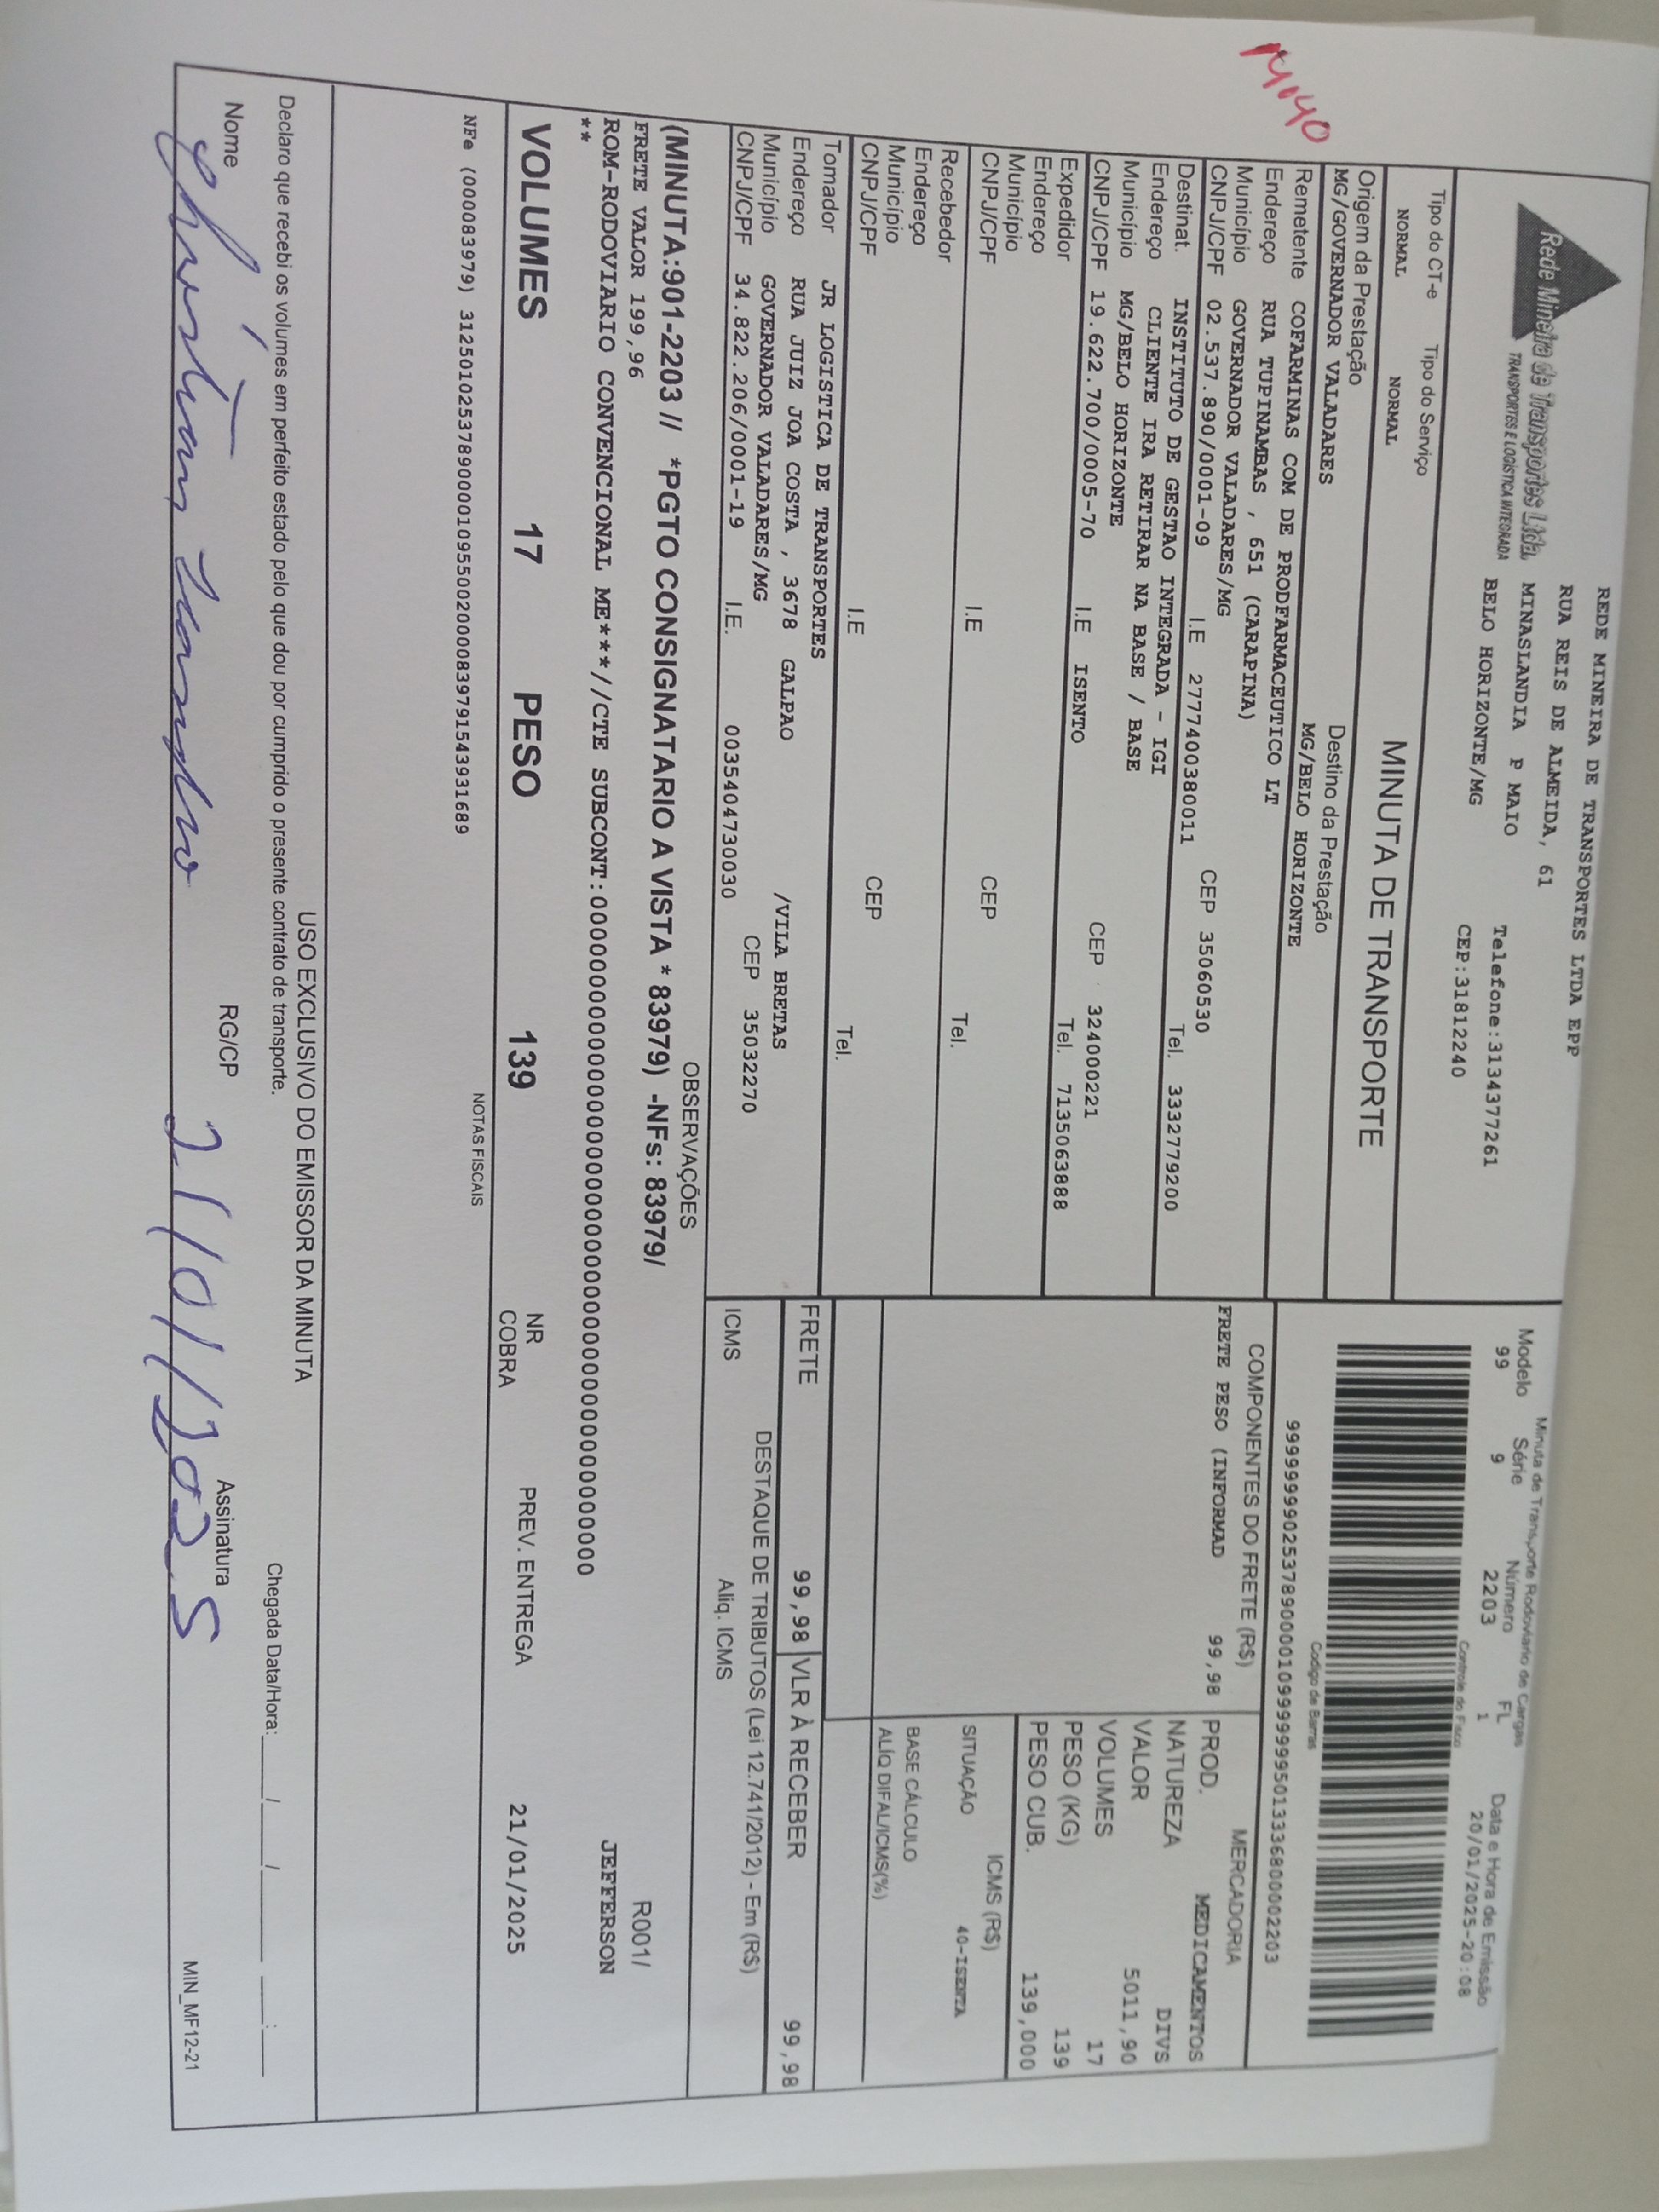 14:40
Rede Mineira de Transportes Ltda.
TRANSPORTES E LOGÍSTICA INTEGRADA
REDE MINEIRA DE TRANSPORTES LTDA EPP
RUA REIS DE ALMEIDA, 61
MINASLANDIA P MAIO Telefone:3134377261
BELO HORIZONTE/MG CEP:31812240
Minuta de Transporte Rodoviário de Cargas
Modelo Série Número FL Data e Hora de Emissão
99 9 2203 1 20/01/2025-20:08
Controle do Fisco
Codigo de Barras
Tipo do CT-e Tipo do Serviço
NORMAL NORMAL
MINUTA DE TRANSPORTE
Origem da Prestação Destino da Prestação
MG/GOVERNADOR VALADARES MG/BELO HORIZONTE
Remetente COFARMINAS COM DE PRODFARMACEUTICO LT
Endereço RUA TUPINAMBAS , 651 (CARAPINA)
Município GOVERNADOR VALADARES/MG CEP 35060530
CNPJ/CPF 02.537.890/0001-09 I.E 2777400380011 Tel. 3332779200
Destinat. INSTITUTO DE GESTAO INTEGRADA - IGI
Endereço CLIENTE IRA RETIRAR NA BASE / BASE
Município MG/BELO HORIZONTE CEP 324000221
CNPJ/CPF 19.622.700/0005-70 I.E ISENTO Tel. 7135063888
Expedidor
Endereço
Município CEP
CNPJ/CPF I.E Tel.
Recebedor
Endereço
Município CEP
CNPJ/CPF I.E Tel.
Tomador JR LOGISTICA DE TRANSPORTES
Endereço RUA JUIZ JOA COSTA , 3678 GALPAO /VILA BRETAS
Município GOVERNADOR VALADARES/MG CEP 35032270
CNPJ/CPF 34.822.206/0001-19 I.E. 0035404730030
COMPONENTES DO FRETE (R$)
FRETE PESO (INFORMAD 99,98
MERCADORIA
PROD. MEDICAMENTOS
NATUREZA DIVS
VALOR 5011,90
VOLUMES 17
PESO (KG) 139
PESO CUB. 139,000
ICMS (R$)
SITUAÇÃO 40-ISENTA
BASE CÁLCULO
ALÍQ DIFAL/ICMS(%)
FRETE 99,98 VLR À RECEBER 99,98
DESTAQUE DE TRIBUTOS (Lei 12.741/2012) - Em (R$)
ICMS Aliq. ICMS
OBSERVAÇÕES
(MINUTA:901-2203 // *PGTO CONSIGNATARIO A VISTA * 83979) -NFs: 83979/
FRETE VALOR 199,96 R001/
** JEFFERSON
VOLUMES 17 PESO 139 NR COBRA PREV. ENTREGA 21/01/2025
NOTAS FISCAIS
NFe (000083979) 31250102537890000109550020000839791543931689
USO EXCLUSIVO DO EMISSOR DA MINUTA
Declaro que recebi os volumes em perfeito estado pelo que dou por cumprido o presente contrato de transporte. Chegada Data/Hora:____/____/______ ____:____
Nome RG/CP Assinatura
21/01/2025
MIN_MF12-21